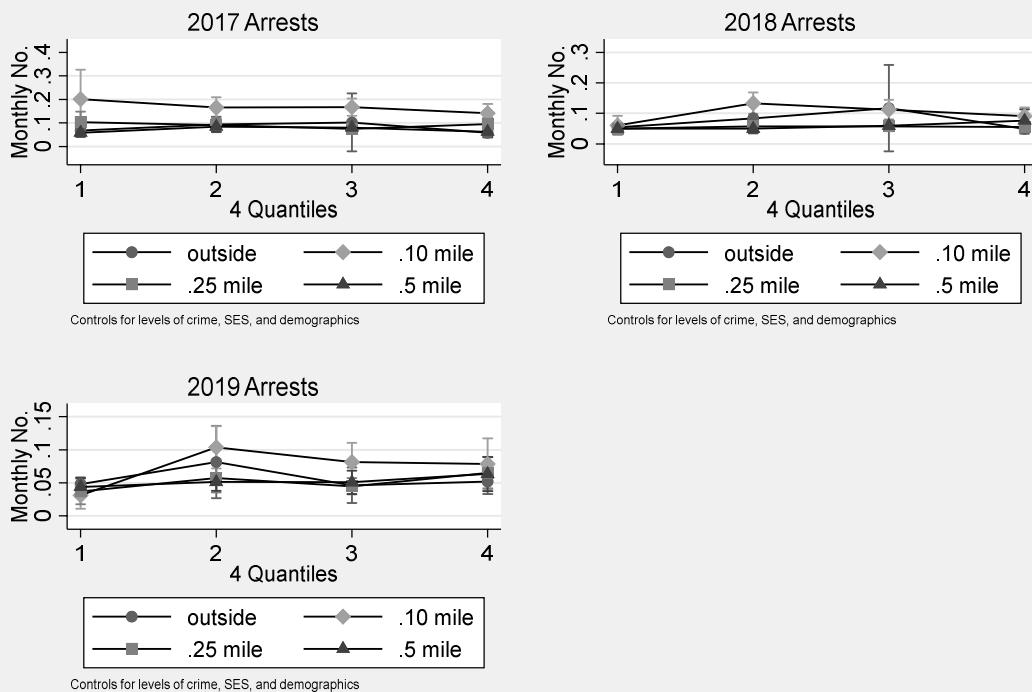 2017 Arrests
Monthly No.
.4
.3
.2
.1
0
1 2 3 4
4 Quantiles
outside .10 mile
.25 mile .5 mile
Controls for levels of crime, SES, and demographics
2018 Arrests
Monthly No.
.3
.2
.1
0
1 2 3 4
4 Quantiles
outside .10 mile
.25 mile .5 mile
Controls for levels of crime, SES, and demographics
2019 Arrests
Monthly No.
.15
.1
.05
0
1 2 3 4
4 Quantiles
outside .10 mile
.25 mile .5 mile
Controls for levels of crime, SES, and demographics